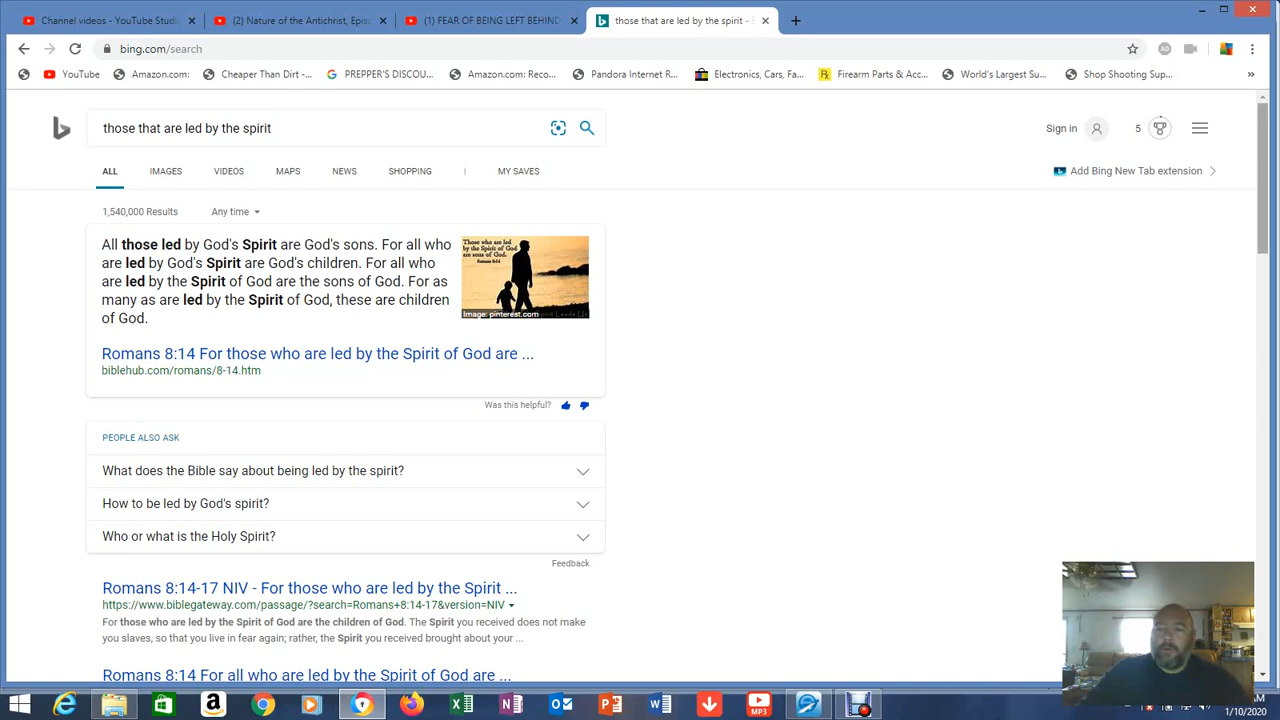 Channel videos - YouTube Studi
(2) Nature of the Antichrist, Episo
(1) FEAR OF BEING LEFT BEHIND
those that are led by the spirit -
bing.com/search
YouTube
Amazon.com:
Cheaper Than Dirt -...
PREPPER'S DISCOU...
Amazon.com: Reco...
Pandora Internet R...
Electronics, Cars, Fa...
Firearm Parts & Acc...
World's Largest Su...
Shop Shooting Sup...
those that are led by the spirit
Sign in
5
ALL IMAGES VIDEOS MAPS NEWS SHOPPING | MY SAVES
Add Bing New Tab extension
1,540,000 Results Any time
All those led by God's Spirit are God's sons. For all who
are led by God's Spirit are God's children. For all who
are led by the Spirit of God are the sons of God. For as
many as are led by the Spirit of God, these are children
of God.
Those who are led
by the Spirit of God
are sons of God.
Romans 8:14
Image: pinterest.com
Romans 8:14 For those who are led by the Spirit of God are ...
biblehub.com/romans/8-14.htm
Was this helpful?
PEOPLE ALSO ASK
What does the Bible say about being led by the spirit?
How to be led by God's spirit?
Who or what is the Holy Spirit?
Feedback
Romans 8:14-17 NIV - For those who are led by the Spirit ...
https://www.biblegateway.com/passage/?search=Romans+8:14-17&version=NIV
For those who are led by the Spirit of God are the children of God. The Spirit you received does not make
you slaves, so that you live in fear again; rather, the Spirit you received brought about your ...
Romans 8:14 For all who are led by the Spirit of God are ...
MP3
AM
1/10/2020